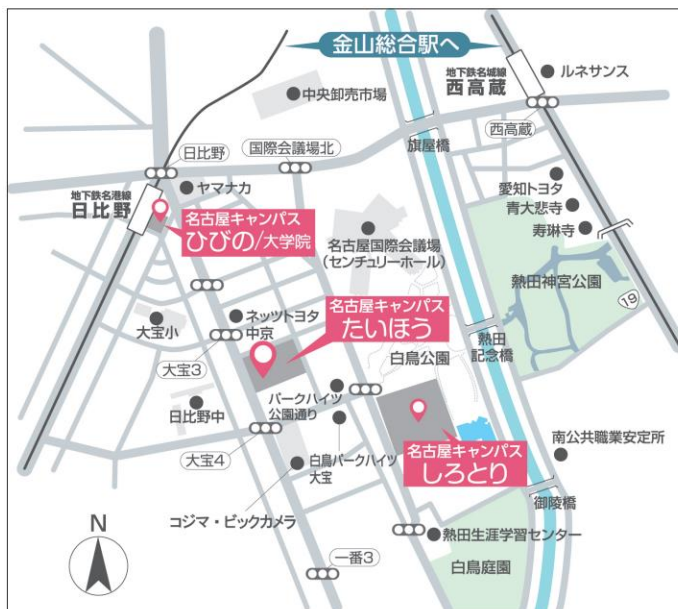 金山総合駅へ
地下鉄名城線
西高蔵
ルネサンス
中央卸売市場
西高蔵
日比野
国際会議場北
旗屋橋
ヤマナカ
地下鉄名港線
日比野
愛知トヨタ
青大悲寺
寿琳寺
名古屋キャンパス
ひびの/大学院
名古屋国際会議場
(センチュリーホール)
熱田神宮公園
19
大宝小
ネッツトヨタ
中京
名古屋キャンパス
たいほう
熱田
記念橋
大宝3
白鳥公園
日比野中
パークハイツ
公園通り
大宝4
白鳥パークハイツ
大宝
名古屋キャンパス
しろとり
南公共職業安定所
コジマ・ビックカメラ
御陵橋
N
一番3
熱田生涯学習センター
白鳥庭園